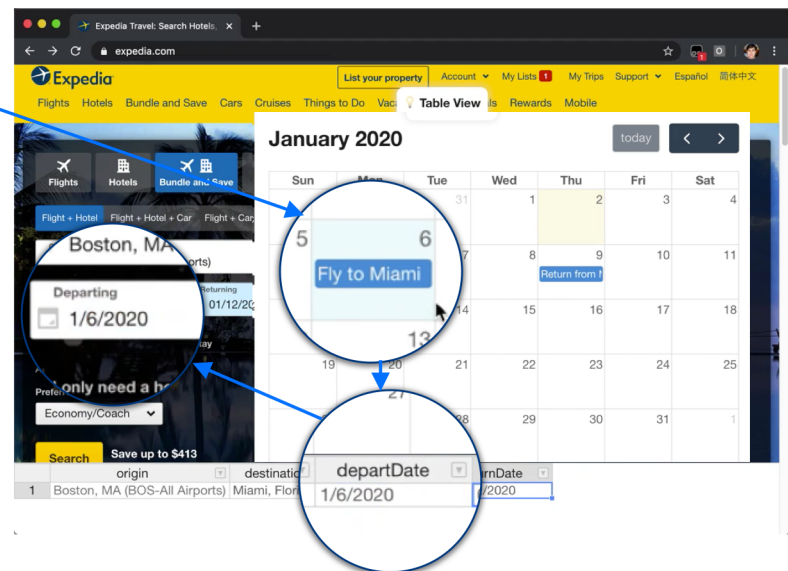 Expedia Travel: Search Hotels,
expedia.com
Expedia
List your property
Account
My Lists 1
My Trips
Support
Español
简体中文
Flights
Hotels
Bundle and Save
Cars
Cruises
Things to Do
Rewards
Mobile
Table View
January 2020
today
Flights
Hotels
Bundle and Save
Sun
Tue
Wed
Thu
Fri
Sat
31
1
2
3
4
Flight + Hotel
Flight + Hotel + Car
Boston, MA
5
6
8
9
10
11
Fly to Miami
Return from
Departing
Returning
1/6/2020
14
15
16
17
18
13
only need a
19
20
21
22
23
24
25
27
Economy/Coach
28
29
30
31
1
Search
Save up to $413
origin
departDate
1
Boston, MA (BOS-All Airports)
Miami,
1/6/2020